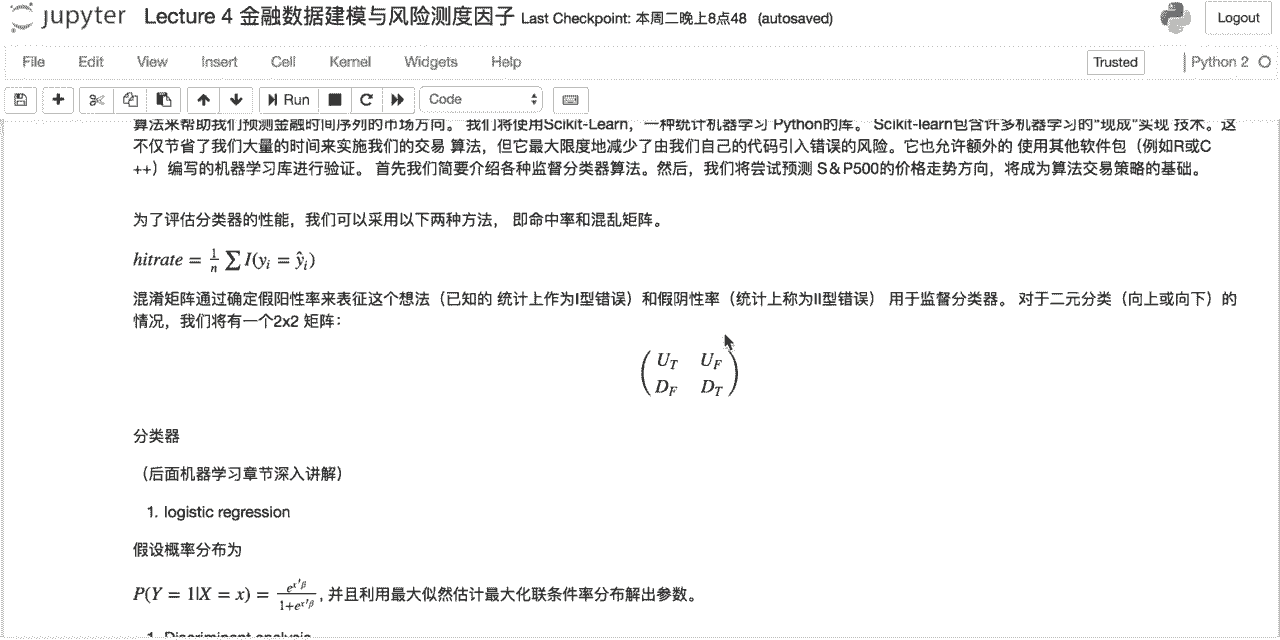 jupyter Lecture 4 金融数据建模与风险测度因子 Last Checkpoint: 本周二晚上8点48 (autosaved)
Logout
File Edit View Insert Cell Kernel Widgets Help
Trusted
Python 2
Run
Code
算法来帮助我们预测金融时间序列的市场方向。 我们将使用Scikit-Learn，一种统计机器学习 Python的库。 Scikit-learn包含许多机器学习的“现成”实现 技术。这
不仅节省了我们大量的时间来实施我们的交易 算法，但它最大限度地减少了由我们自己的代码引入错误的风险。它也允许额外的 使用其他软件包（例如R或C
++）编写的机器学习库进行验证。 首先我们简要介绍各种监督分类器算法。然后，我们将尝试预测 S＆P500的价格走势方向，将成为算法交易策略的基础。
为了评估分类器的性能，我们可以采用以下两种方法， 即命中率和混乱矩阵。
hitrate = 1/n ∑ I(yᵢ = ŷᵢ)
混淆矩阵通过确定假阳性率来表征这个想法（已知的 统计上作为I型错误）和假阴性率（统计上称为II型错误） 用于监督分类器。 对于二元分类（向上或向下）的
情况，我们将有一个2x2 矩阵：
U_T U_F
D_F D_T
分类器
（后面机器学习章节深入讲解）
1. logistic regression
假设概率分布为
P(Y = 1|X = x) = e^{x′β} / 1+e^{x′β} , 并且利用最大似然估计最大化联条件率分布解出参数。
1. Discriminant analysis